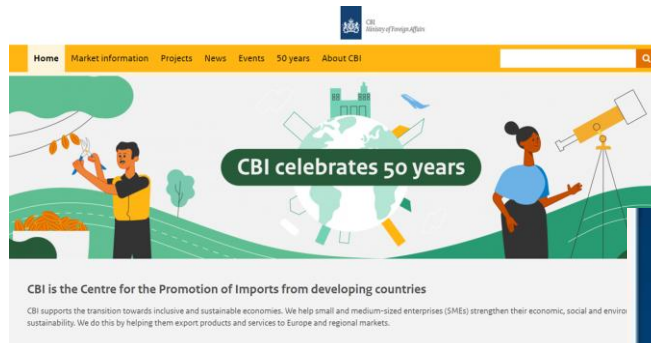 CBI
Ministry of Foreign Affairs
Home Market information Projects News Events 50 years About CBI
CBI celebrates 50 years
CBI is the Centre for the Promotion of Imports from developing countries
CBI supports the transition towards inclusive and sustainable economies. We help small and medium-sized enterprises (SMEs) strengthen their economic, social and enviro
sustainability. We do this by helping them export products and services to Europe and regional markets.